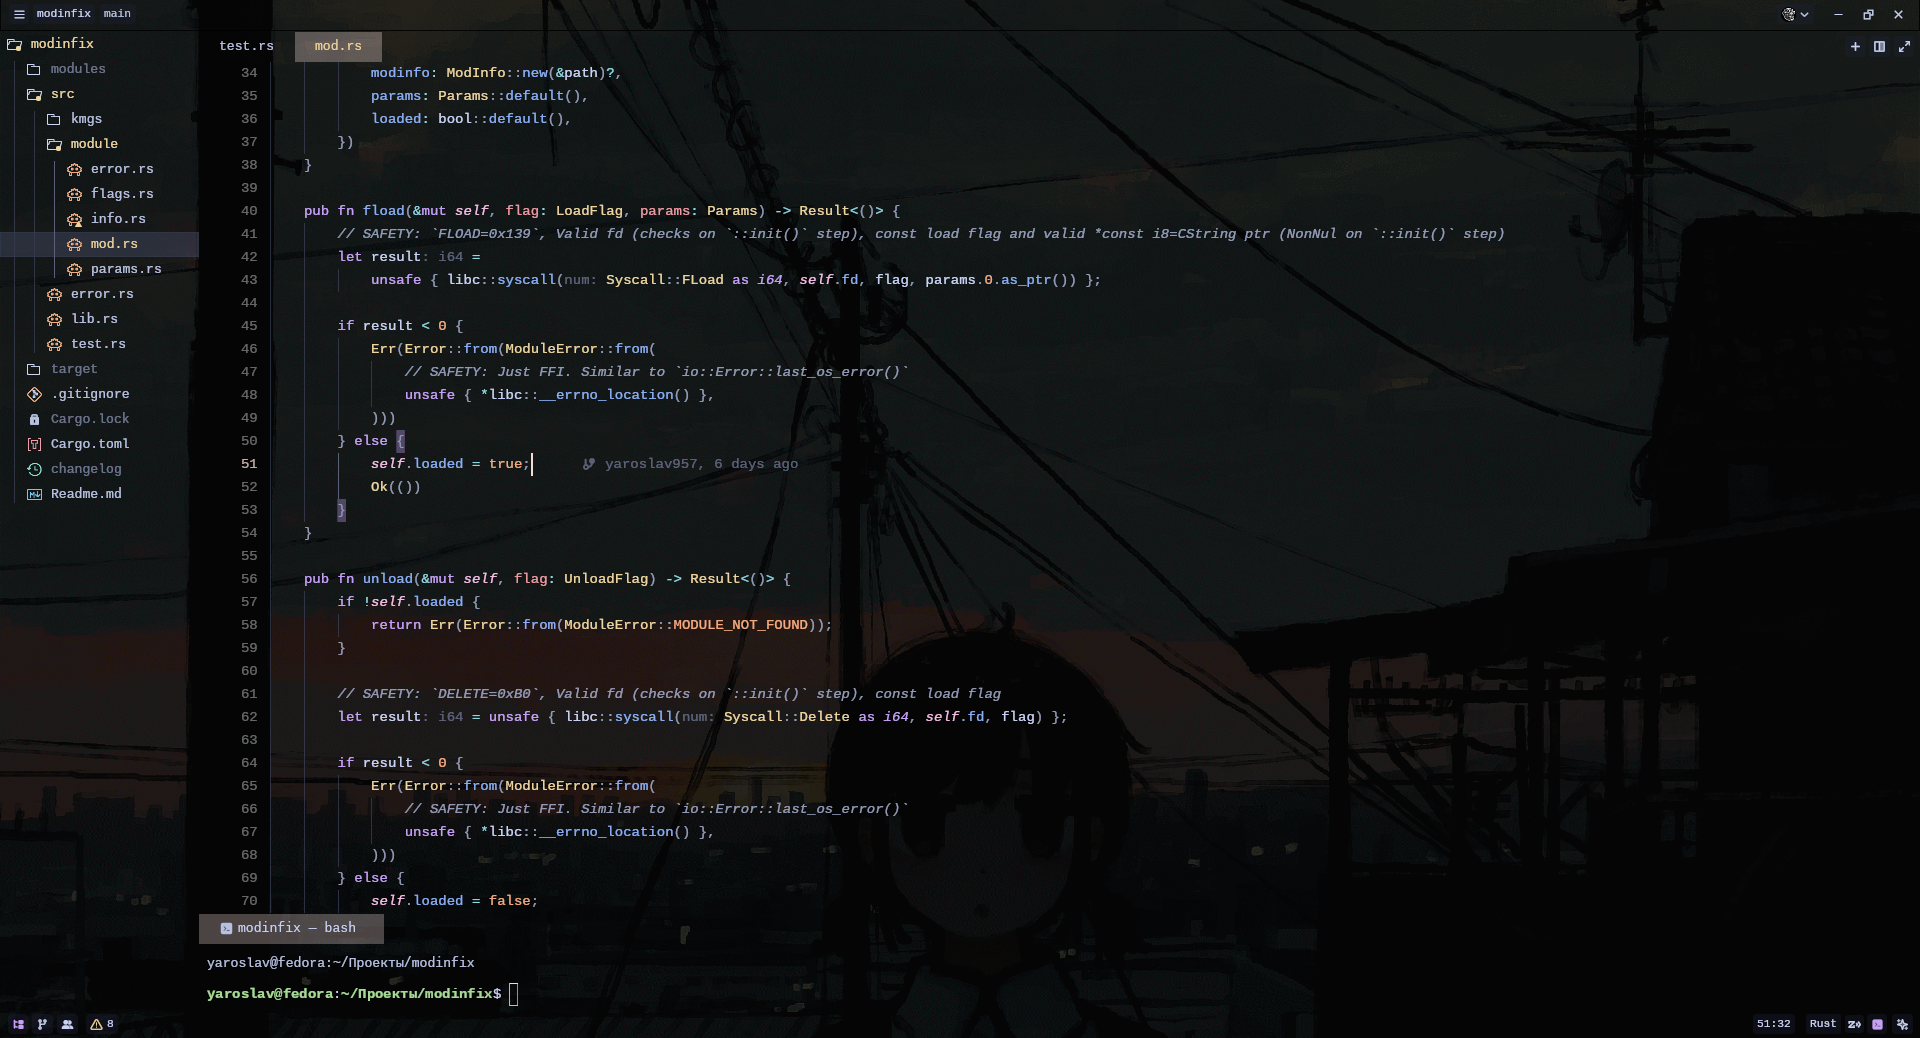 modinfix main
modinfix
modules
src
kmgs
module
error.rs
flags.rs
info.rs
mod.rs
params.rs
error.rs
lib.rs
test.rs
target
.gitignore
Cargo.lock
Cargo.toml
changelog
Readme.md
test.rs mod.rs
34 modinfo: ModInfo::new(&path)?,
35 params: Params::default(),
36 loaded: bool::default(),
37 })
38 }
39
40 pub fn fload(&mut self, flag: LoadFlag, params: Params) -> Result<()> {
41 // SAFETY: `FLOAD=0x139`, Valid fd (checks on `::init()` step), const load flag and valid *const i8=CString ptr (NonNul on `::init()` step)
42 let result: i64 =
43 unsafe { libc::syscall(num: Syscall::FLoad as i64, self.fd, flag, params.0.as_ptr()) };
44
45 if result < 0 {
46 Err(Error::from(ModuleError::from(
47 // SAFETY: Just FFI. Similar to `io::Error::last_os_error()`
48 unsafe { *libc::__errno_location() },
49 )))
50 } else {
51 self.loaded = true; yaroslav957, 6 days ago
52 Ok(())
53 }
54 }
55
56 pub fn unload(&mut self, flag: UnloadFlag) -> Result<()> {
57 if !self.loaded {
58 return Err(Error::from(ModuleError::MODULE_NOT_FOUND));
59 }
60
61 // SAFETY: `DELETE=0xB0`, Valid fd (checks on `::init()` step), const load flag
62 let result: i64 = unsafe { libc::syscall(num: Syscall::Delete as i64, self.fd, flag) };
63
64 if result < 0 {
65 Err(Error::from(ModuleError::from(
66 // SAFETY: Just FFI. Similar to `io::Error::last_os_error()`
67 unsafe { *libc::__errno_location() },
68 )))
69 } else {
70 self.loaded = false;
modinfix — bash
yaroslav@fedora:~/Проекты/modinfix
yaroslav@fedora:~/Проекты/modinfix$
8
51:32 Rust